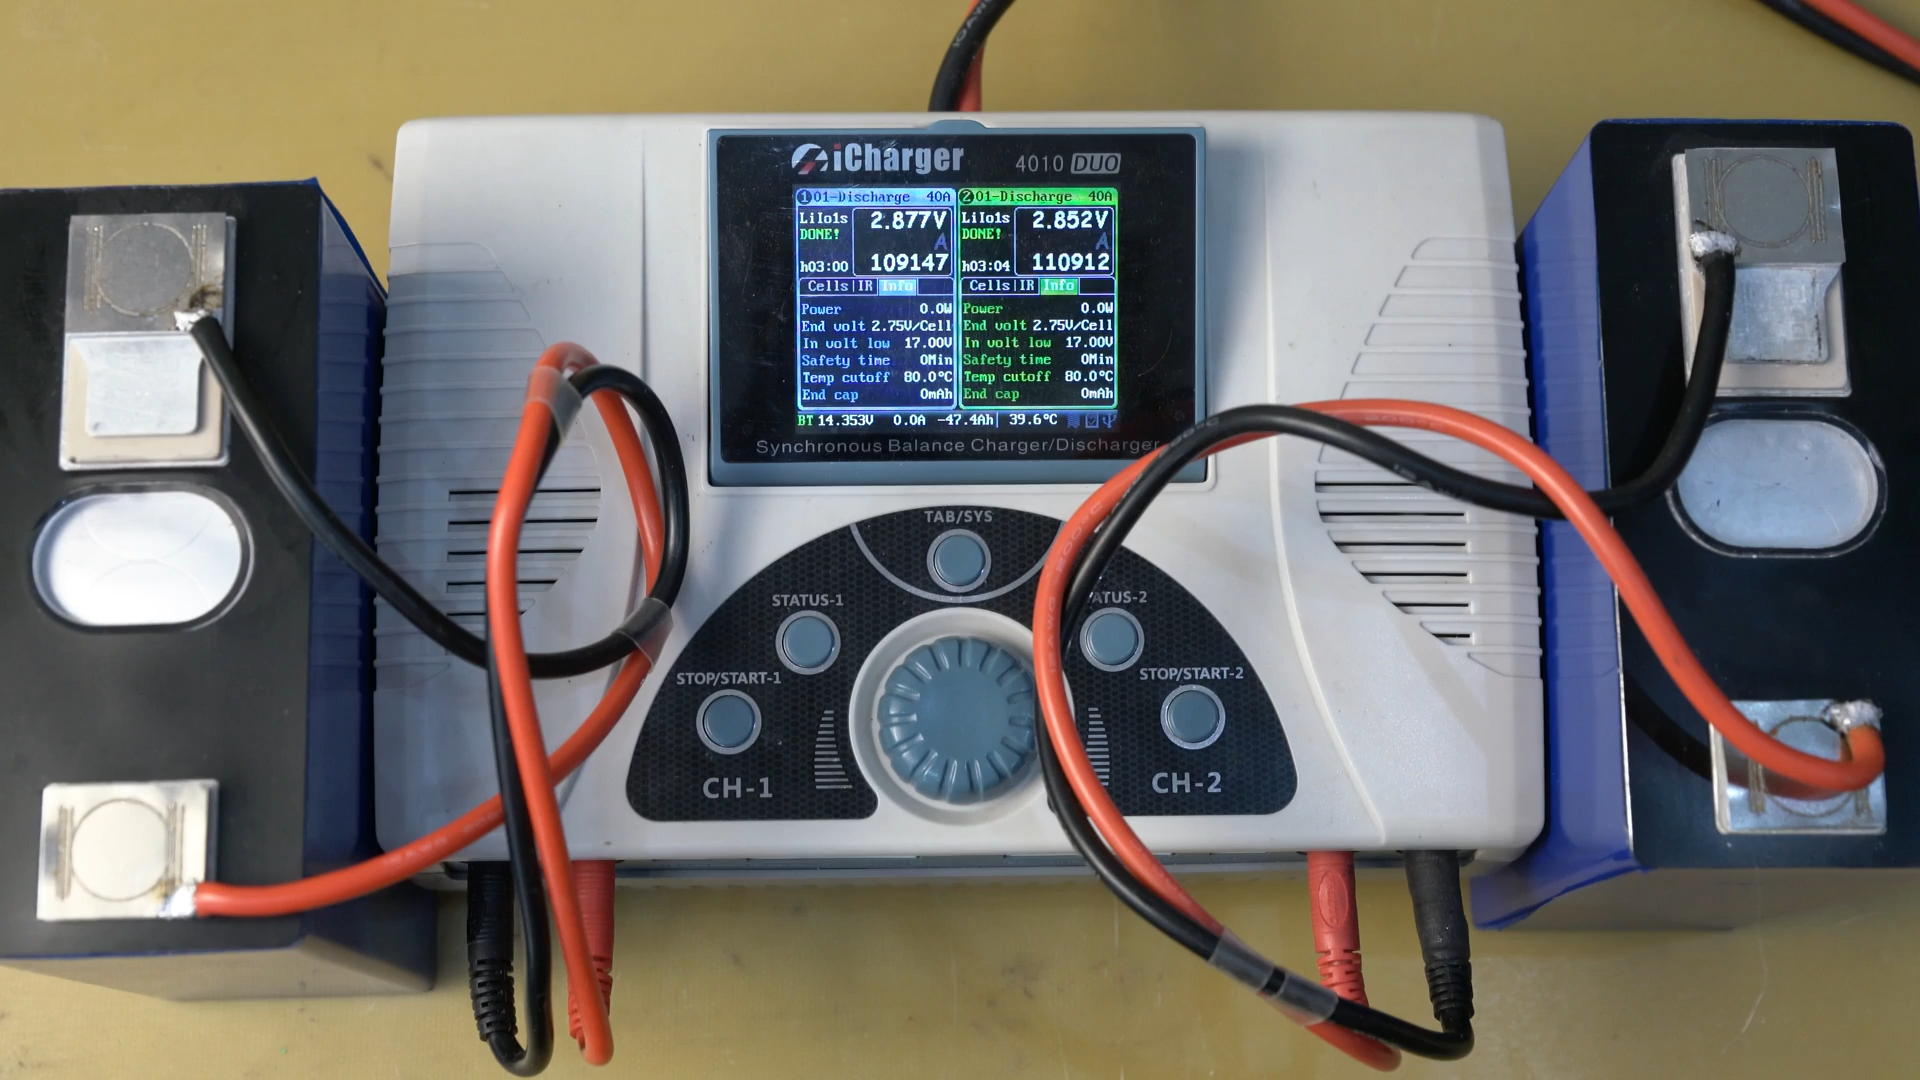 iCharger 4010 DUO
1 01-Discharge 40A
LiIo1s 2.877V
DONE! A
h03:00 109147
Cells|IR Info
Power 0.0W
End volt 2.75V/Cell
In volt low 17.00V
Safety time 0Min
Temp cutoff 80.0°C
End cap 0mAh
2 01-Discharge 40A
LiIo1s 2.852V
DONE! A
h03:04 110912
Cells|IR Info
Power 0.0W
End volt 2.75V/Cell
In volt low 17.00V
Safety time 0Min
Temp cutoff 80.0°C
End cap 0mAh
BT 14.353V 0.0A -47.4Ah| 39.6°C
Synchronous Balance Charger/Discharger
TAB/SYS
STATUS-1
ATUS-2
STOP/START-1
STOP/START-2
CH-1
CH-2